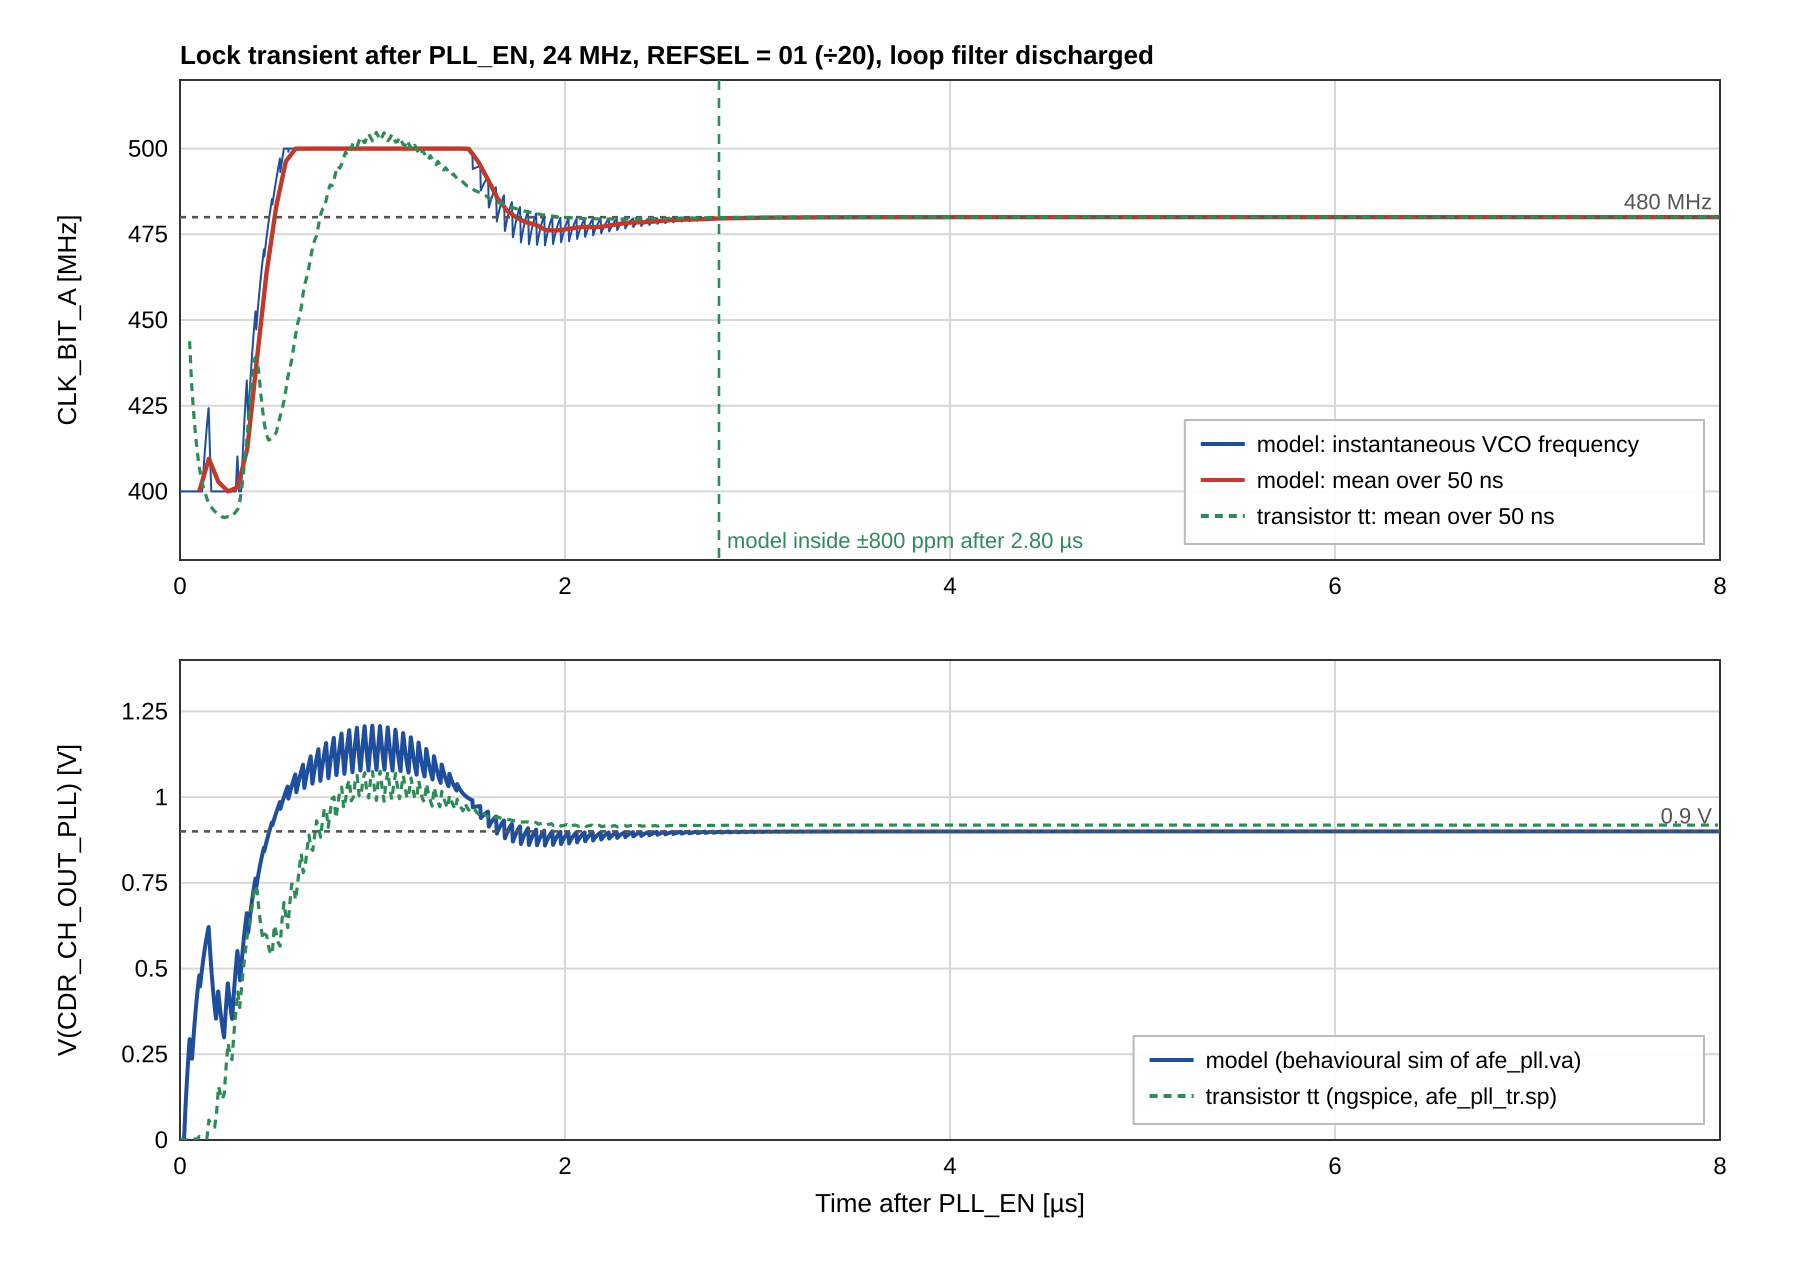 Lock transient after PLL_EN, 24 MHz, REFSEL = 01 (÷20), loop filter discharged
CLK_BIT_A [MHz]
500
475
450
425
400
480 MHz
model: instantaneous VCO frequency
model: mean over 50 ns
transistor tt: mean over 50 ns
model inside ±800 ppm after 2.80 µs
0 2 4 6 8
V(CDR_CH_OUT_PLL) [V]
1.25
1
0.75
0.5
0.25
0
0.9 V
model (behavioural sim of afe_pll.va)
transistor tt (ngspice, afe_pll_tr.sp)
0 2 4 6 8
Time after PLL_EN [µs]